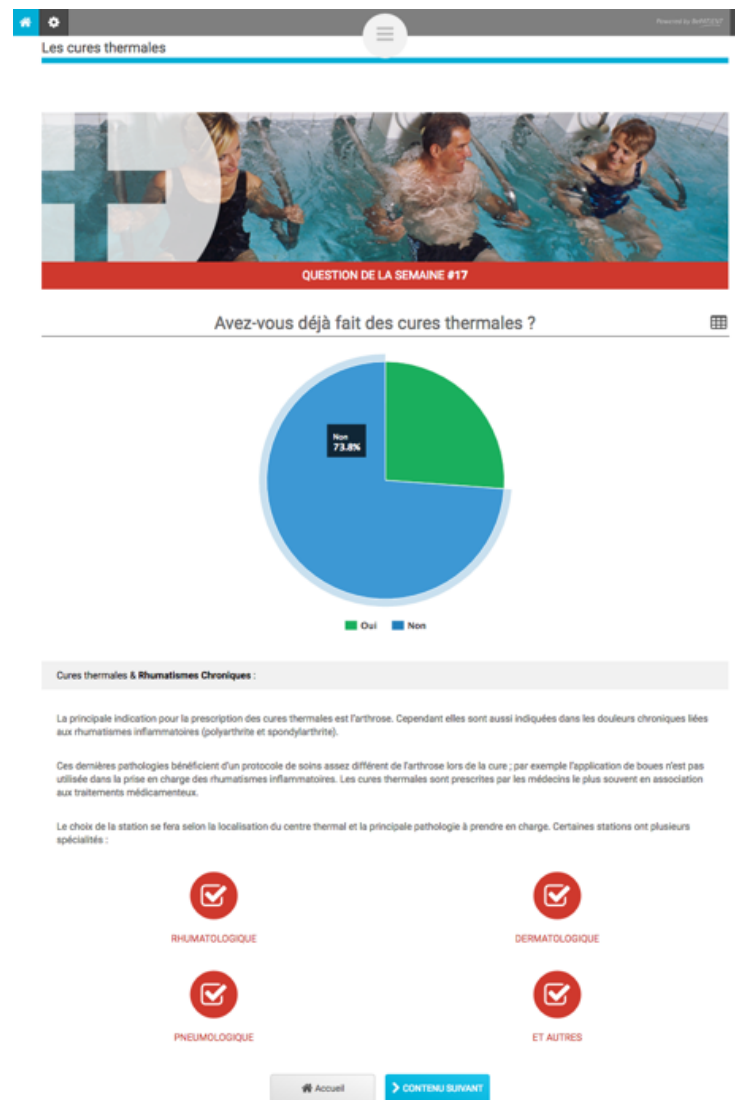 Powered by BePATIENT
Les cures thermales
QUESTION DE LA SEMAINE #17
Avez-vous déjà fait des cures thermales ?
Non
73.8%
Oui Non
Cures thermales & Rhumatismes Chroniques :
La principale indication pour la prescription des cures thermales est l'arthrose. Cependant elles sont aussi indiquées dans les douleurs chroniques liées
aux rhumatismes inflammatoires (polyarthrite et spondylarthrite).
Ces dernières pathologies bénéficient d'un protocole de soins assez différent de l'arthrose lors de la cure ; par exemple l'application de boues n'est pas
utilisée dans la prise en charge des rhumatismes inflammatoires. Les cures thermales sont prescrites par les médecins le plus souvent en association
aux traitements médicamenteux.
Le choix de la station se fera selon la localisation du centre thermal et la principale pathologie à prendre en charge. Certaines stations ont plusieurs
spécialités :
RHUMATOLOGIQUE
DERMATOLOGIQUE
PNEUMOLOGIQUE
ET AUTRES
Accueil
CONTENU SUIVANT